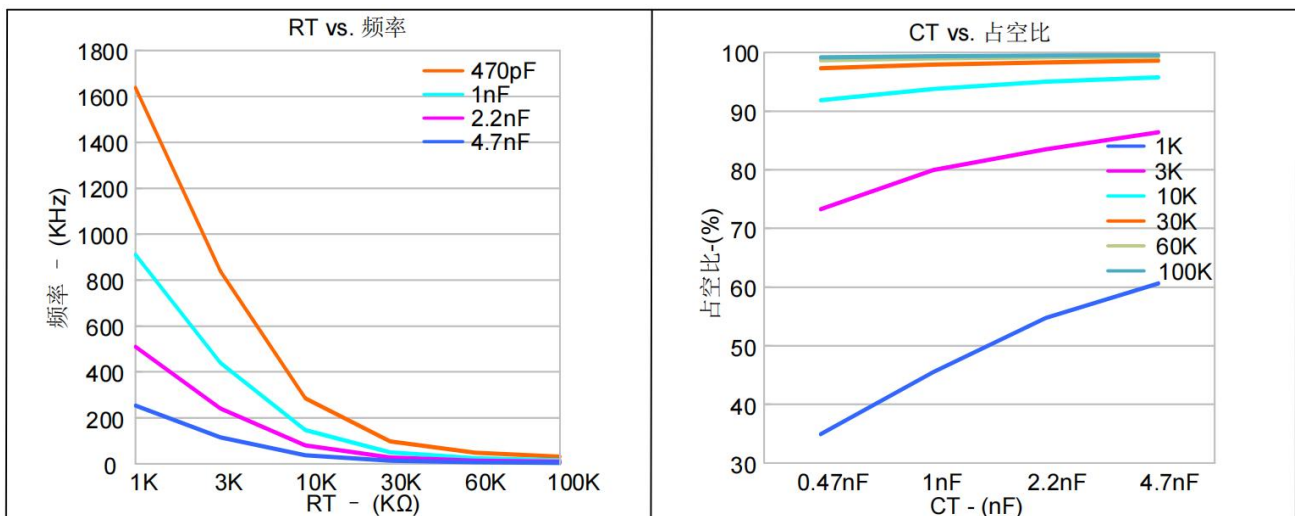 RT vs. 频率
1800
1600
1400
1200
1000
800
600
400
200
0
频率 - (KHz)
470pF
1nF
2.2nF
4.7nF
1K 3K 10K 30K 60K 100K
RT - (KΩ)
CT vs. 占空比
100
90
80
70
60
50
40
30
占空比-(%)
1K
3K
10K
30K
60K
100K
0.47nF 1nF 2.2nF 4.7nF
CT - (nF)